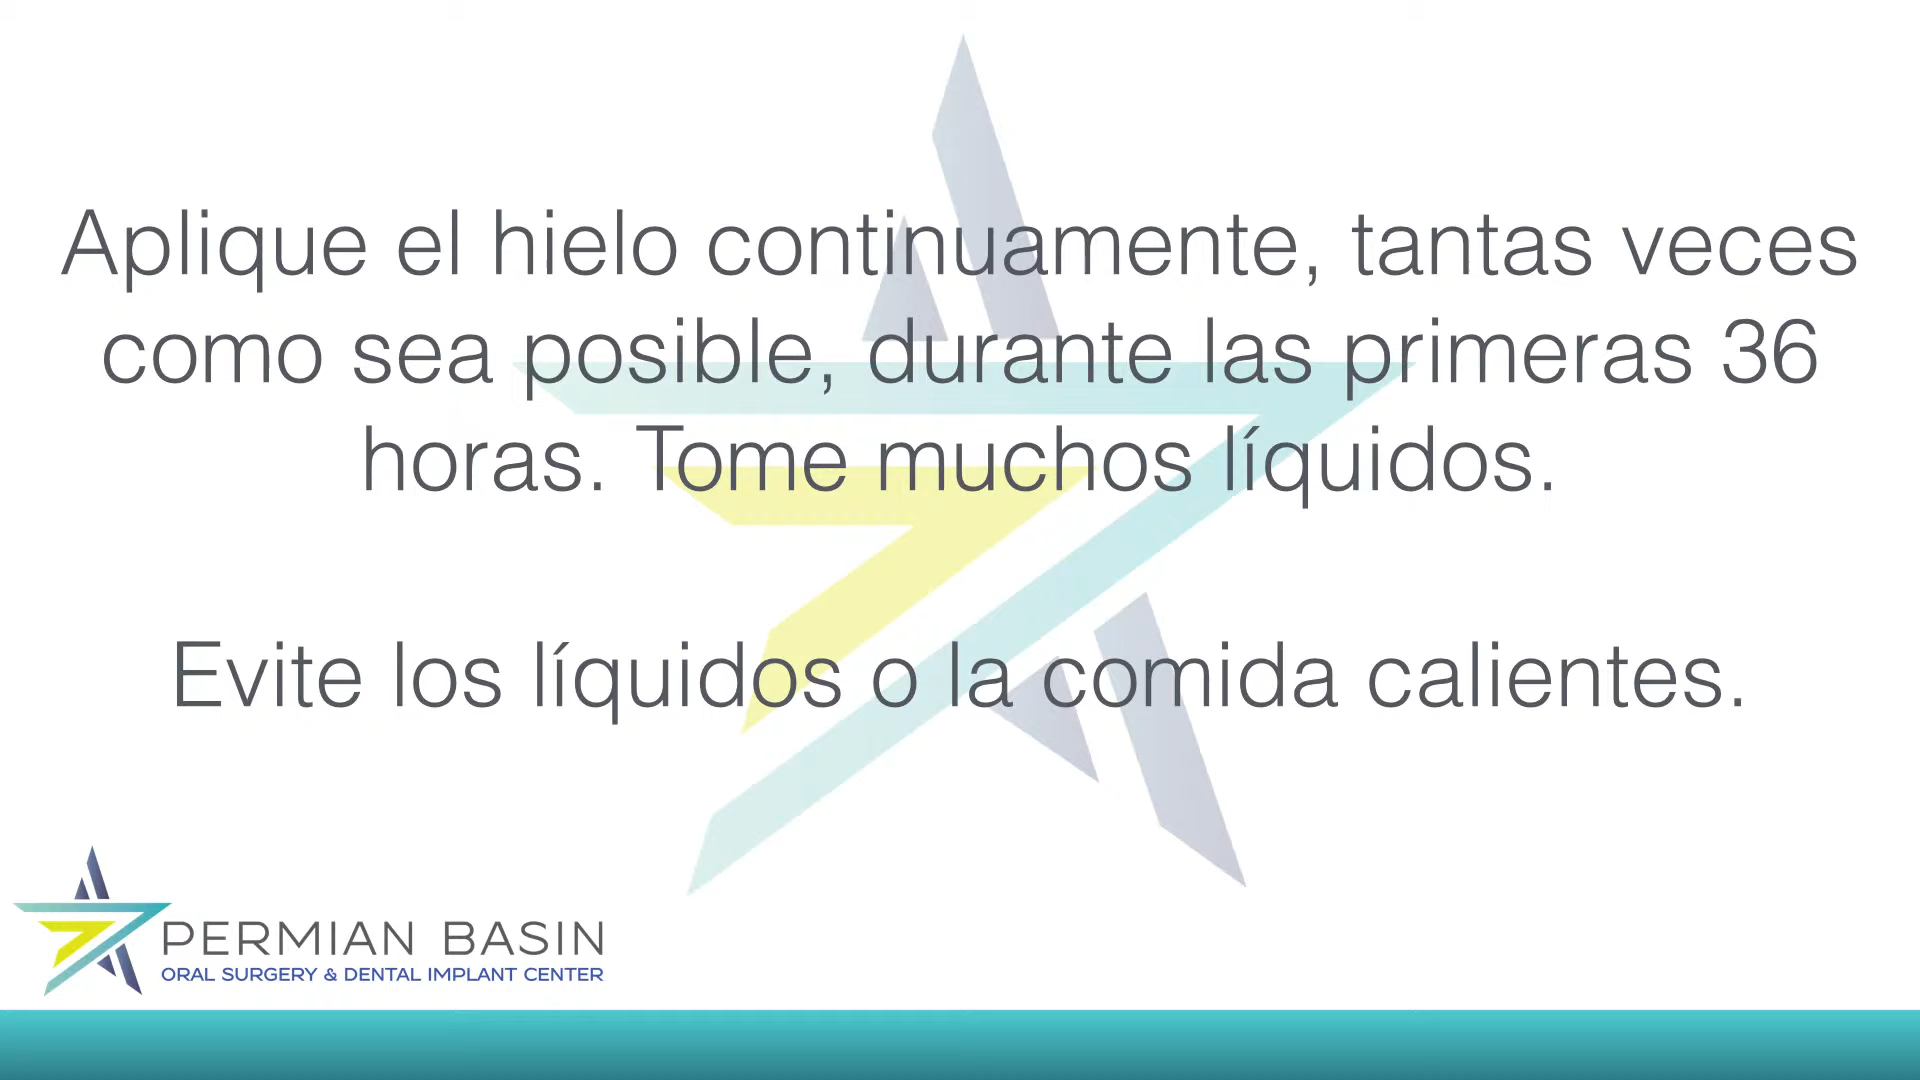 Aplique el hielo continuamente, tantas veces
como sea posible, durante las primeras 36
horas. Tome muchos líquidos.
Evite los líquidos o la comida calientes.
PERMIAN BASIN
ORAL SURGERY & DENTAL IMPLANT CENTER